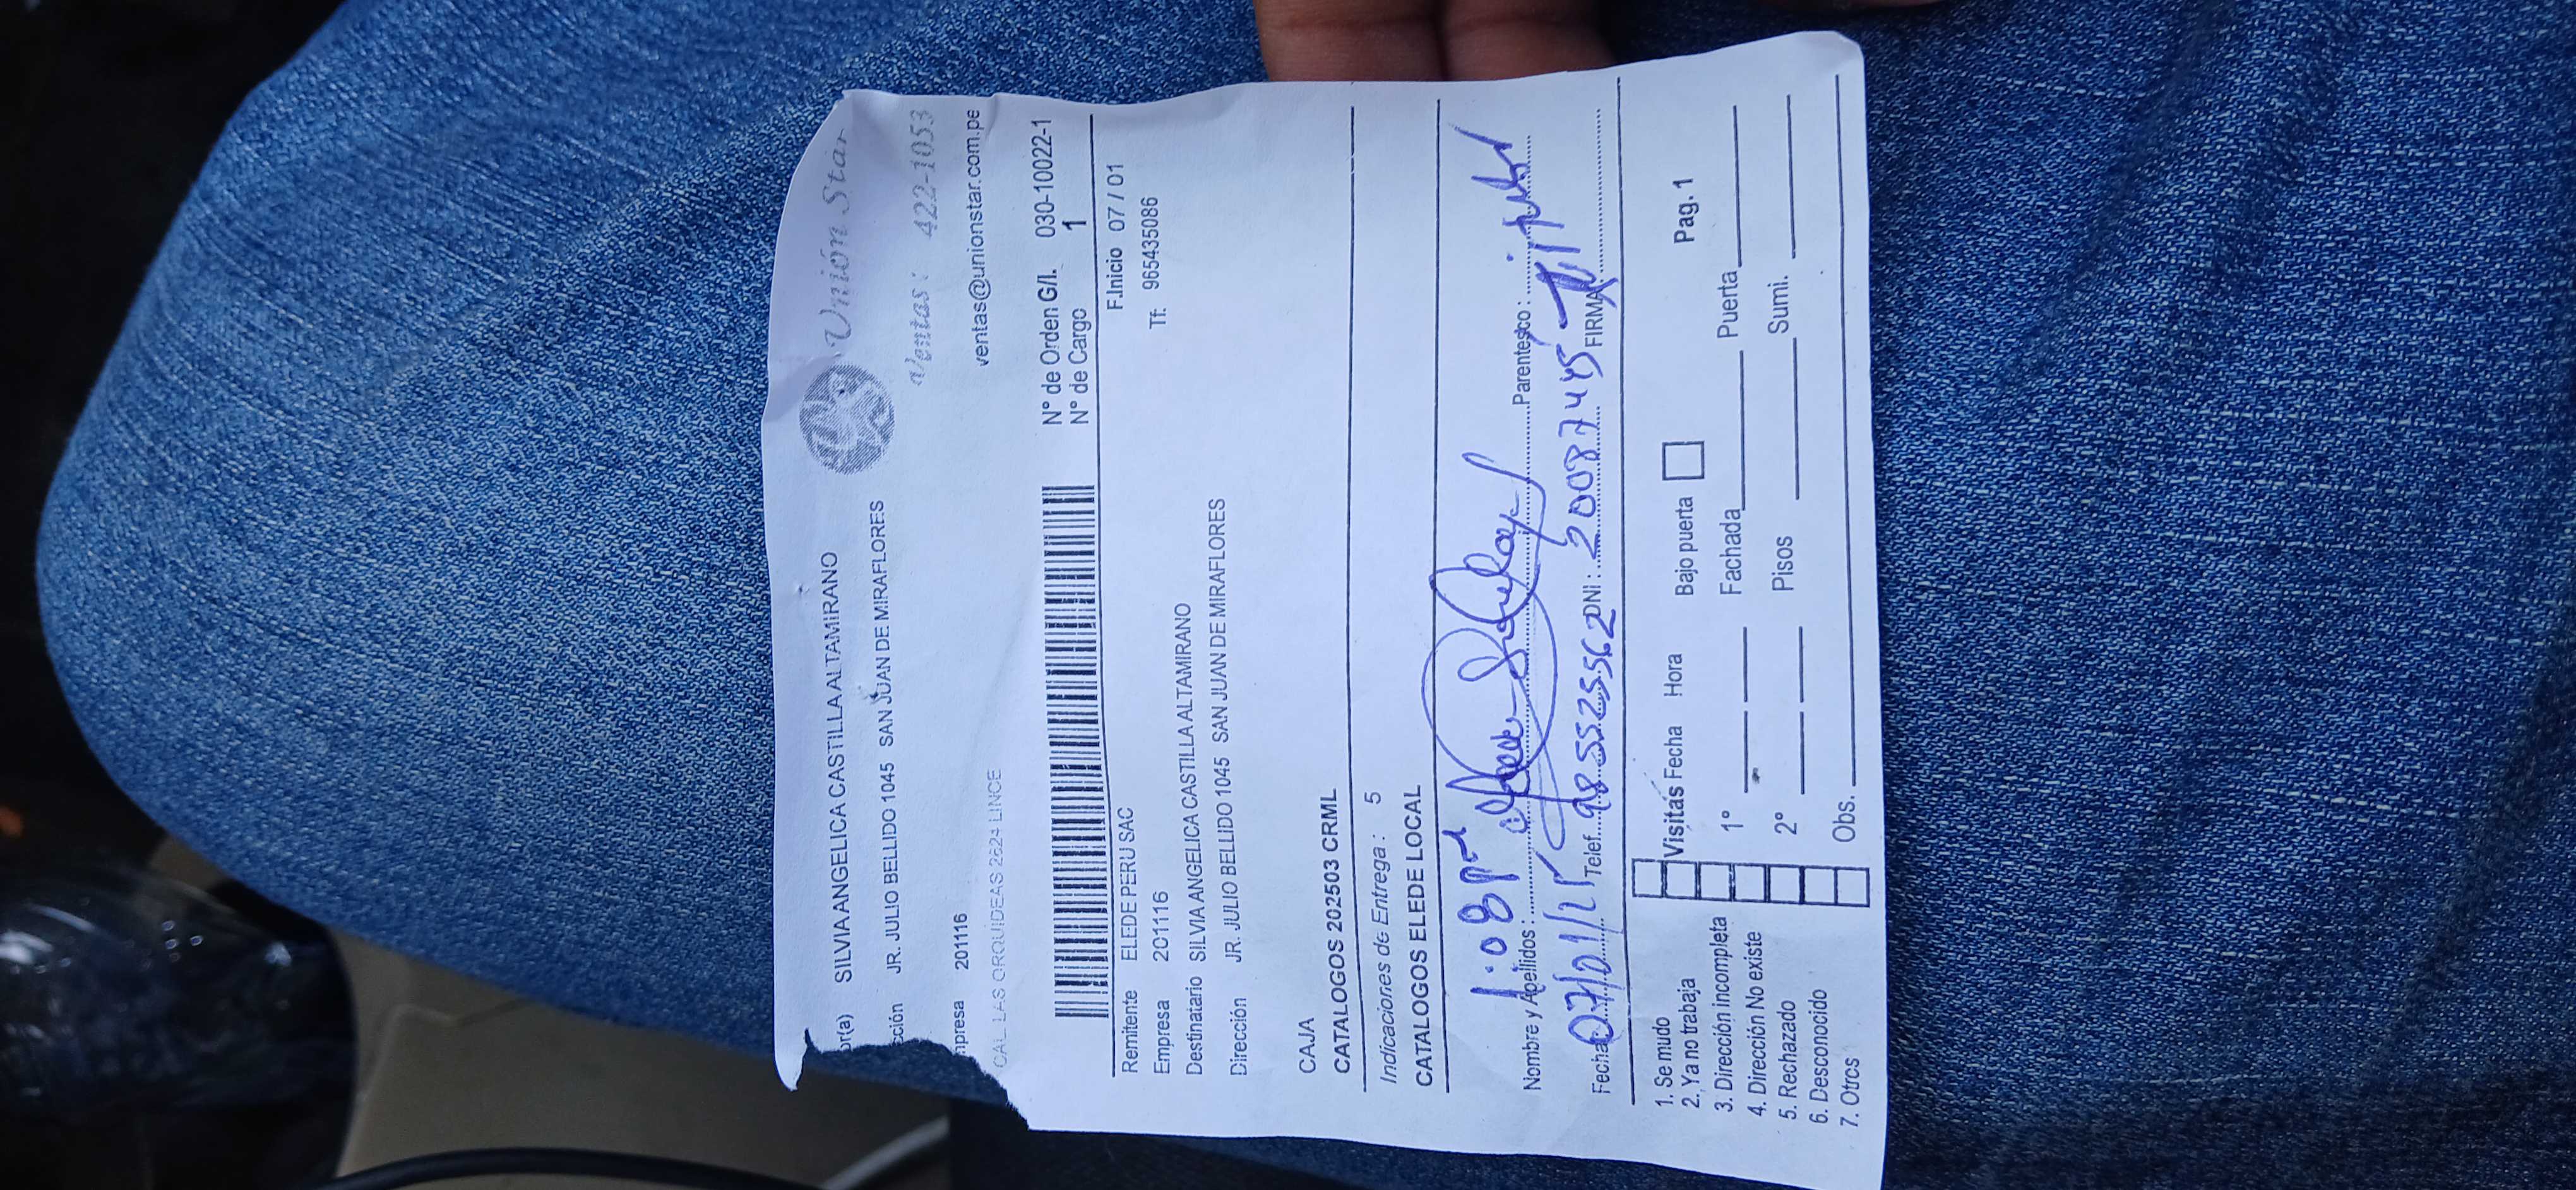 or(a) SILVIA ANGELICA CASTILLA ALTAMIRANO
Unión Star
cción JR. JULIO BELLIDO 1045 SAN JUAN DE MIRAFLORES
Ventas: 422-1053
mpresa 201116
ventas@unionstar.com.pe
CAL. LAS ORQUIDEAS 2624 LINCE
N° de Orden G/I. 030-10022-1
N° de Cargo 1
Remitente ELEDE PERU SAC
F.Inicio 07 / 01
Empresa 201116
Tf: 965435086
Destinatario SILVIA ANGELICA CASTILLA ALTAMIRANO
Dirección JR. JULIO BELLIDO 1045 SAN JUAN DE MIRAFLORES
CAJA
CATALOGOS 202503 CRML
Indicaciones de Entrega: 5
CATALOGOS ELEDE LOCAL
1:08 pm
Nombre y Apellidos: Parentesco:
Fecha: 07/01/25 Telef. 985525562 DNI: 20087445 FIRMA
1. Se mudo
2. Ya no trabaja
3. Dirección incompleta
4. Dirección No existe
5. Rechazado
6. Desconocido
7. Otros
Visitas Fecha Hora Bajo puerta Pag. 1
1° Fachada Puerta
2° Pisos Sumi.
Obs.